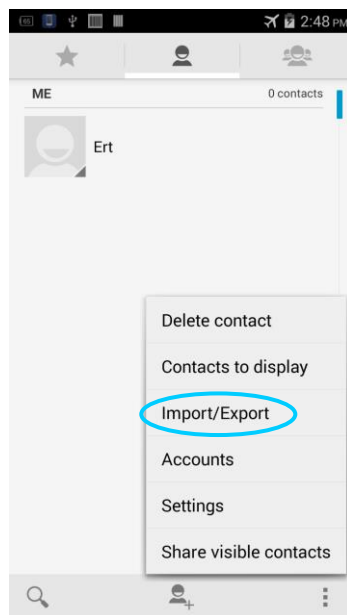 65
2:48 PM
ME
0 contacts
Ert
Delete contact
Contacts to display
Import/Export
Accounts
Settings
Share visible contacts